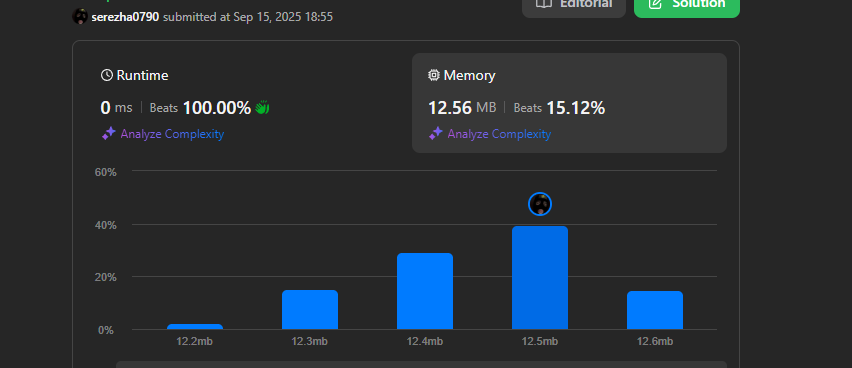 Editorial
Solution
serezha0790 submitted at Sep 15, 2025 18:55
Runtime
0 ms | Beats 100.00%
Analyze Complexity
Memory
12.56 MB | Beats 15.12%
Analyze Complexity
60%
40%
20%
0%
12.2mb 12.3mb 12.4mb 12.5mb 12.6mb